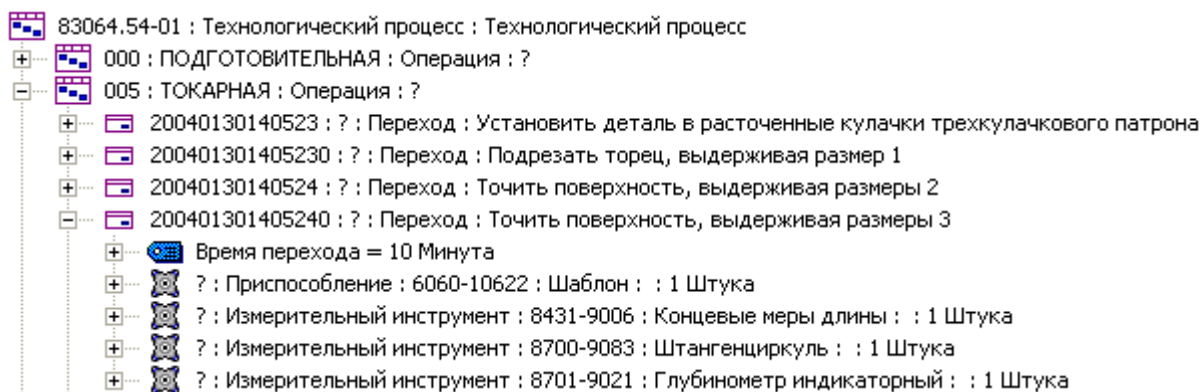 83064.54-01 : Технологический процесс : Технологический процесс
000 : ПОДГОТОВИТЕЛЬНАЯ : Операция : ?
005 : ТОКАРНАЯ : Операция : ?
20040130140523 : ? : Переход : Установить деталь в расточенные кулачки трехкулачкового патрона
200401301405230 : ? : Переход : Подрезать торец, выдерживая размер 1
20040130140524 : ? : Переход : Точить поверхность, выдерживая размеры 2
200401301405240 : ? : Переход : Точить поверхность, выдерживая размеры 3
Время перехода = 10 Минута
? : Приспособление : 6060-10622 : Шаблон : : 1 Штука
? : Измерительный инструмент : 8431-9006 : Концевые меры длины : : 1 Штука
? : Измерительный инструмент : 8700-9083 : Штангенциркуль : : 1 Штука
? : Измерительный инструмент : 8701-9021 : Глубинометр индикаторный : : 1 Штука